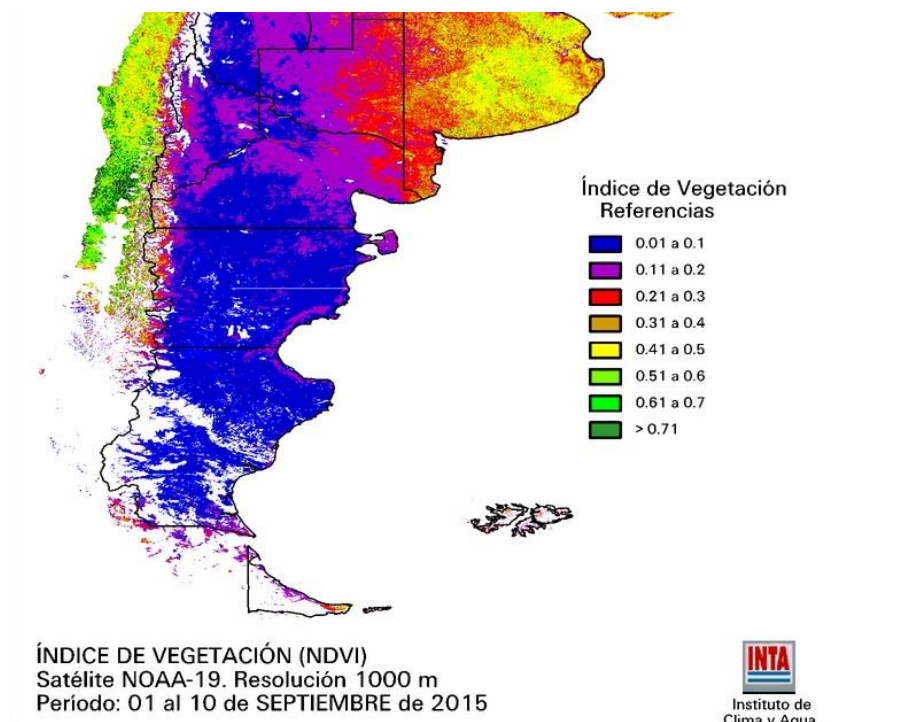 Índice de Vegetación
Referencias
0.01 a 0.1
0.11 a 0.2
0.21 a 0.3
0.31 a 0.4
0.41 a 0.5
0.51 a 0.6
0.61 a 0.7
> 0.71
ÍNDICE DE VEGETACIÓN (NDVI)
Satélite NOAA-19. Resolución 1000 m
Período: 01 al 10 de SEPTIEMBRE de 2015
INTA
Instituto de
Clima y Agua